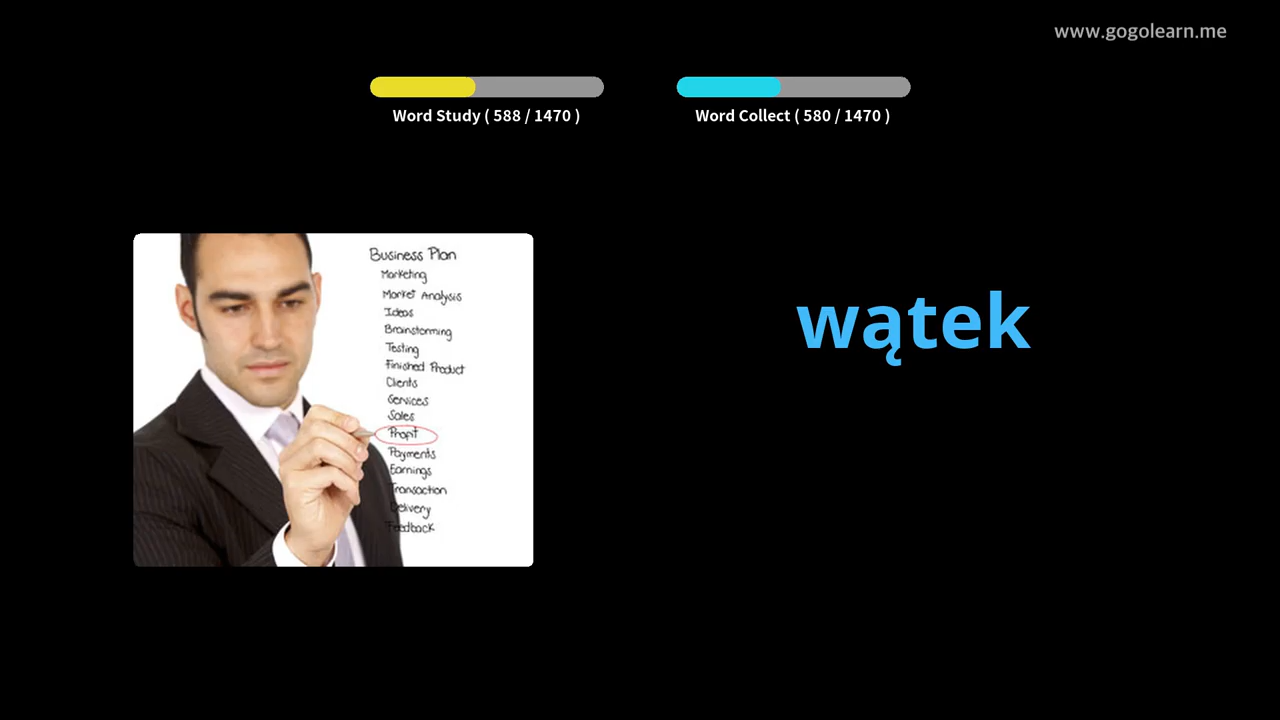 www.gogolearn.me
Word Study ( 588 / 1470 )
Word Collect ( 580 / 1470 )
Business Plan
Marketing
Market Analysis
Ideas
Brainstorming
Testing
Finished Product
Clients
Services
Sales
Profit
Payments
Earnings
Transaction
Delivery
Feedback
wątek